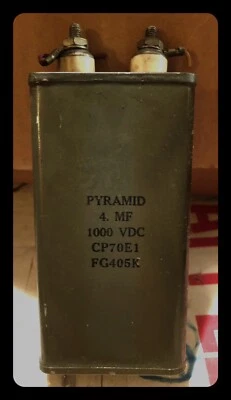 PYRAMID
4. MF
1000 VDC
CP70E1
FG405K